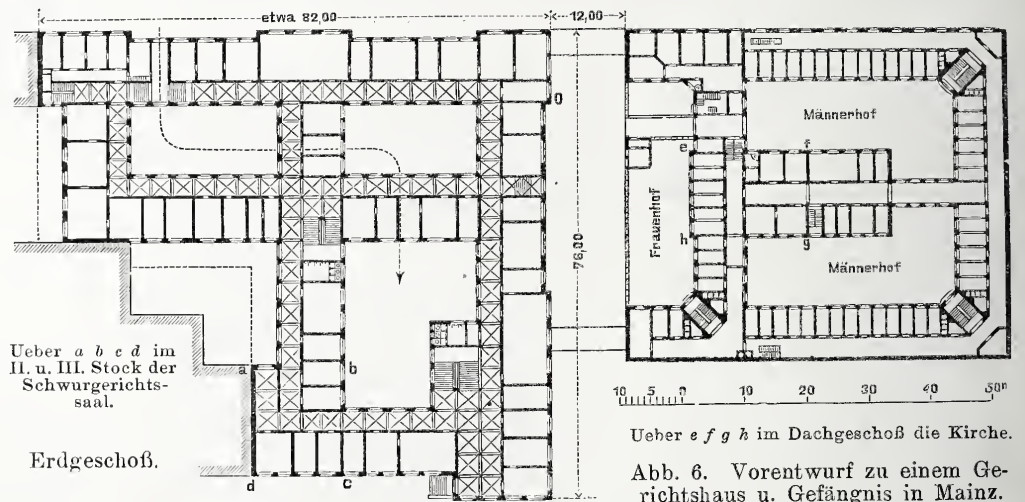 etwa 82,00
12,00
0
76,00
Männerhof
e
f
Frauenhof
h
g
Männerhof
Ueber a b c d im
II. u. III. Stock der
Schwurgerichts-
saal.
a
b
Erdgeschoß.
d
c
10 5 0 10 20 30 40 50m
Ueber e f g h im Dachgeschoß die Kirche.
Abb. 6. Vorentwurf zu einem Ge-
richtshaus u. Gefängnis in Mainz.